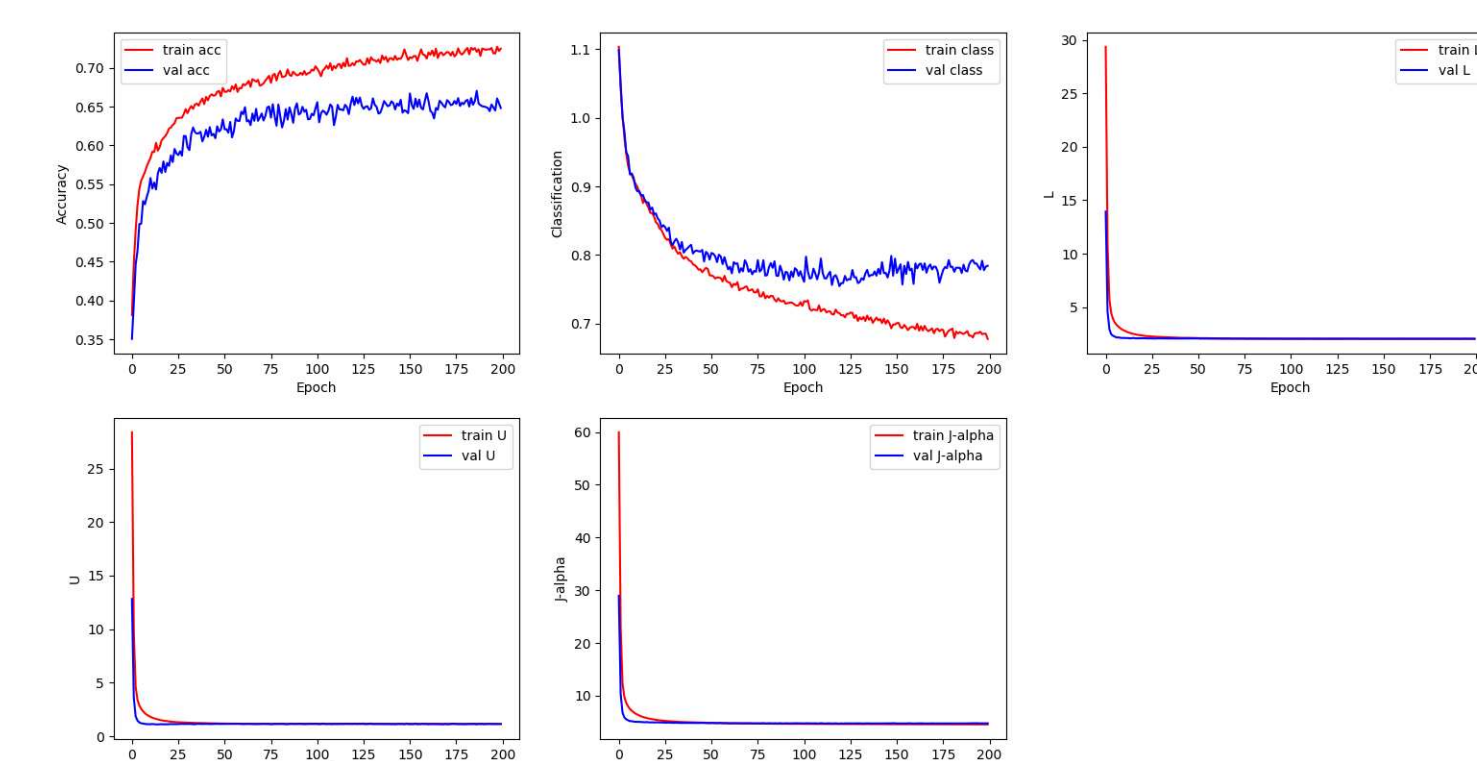 train acc
val acc
0.70
0.65
0.60
0.55
0.50
0.45
0.40
0.35
Accuracy
0 25 50 75 100 125 150 175 200
Epoch
train class
val class
1.1
1.0
0.9
0.8
0.7
Classification
0 25 50 75 100 125 150 175 200
Epoch
train L
val L
30
25
20
15
10
5
L
0 25 50 75 100 125 150 175 20
Epoch
train U
val U
25
20
15
10
5
0
U
0 25 50 75 100 125 150 175 200
train J-alpha
val J-alpha
60
50
40
30
20
10
J-alpha
0 25 50 75 100 125 150 175 200